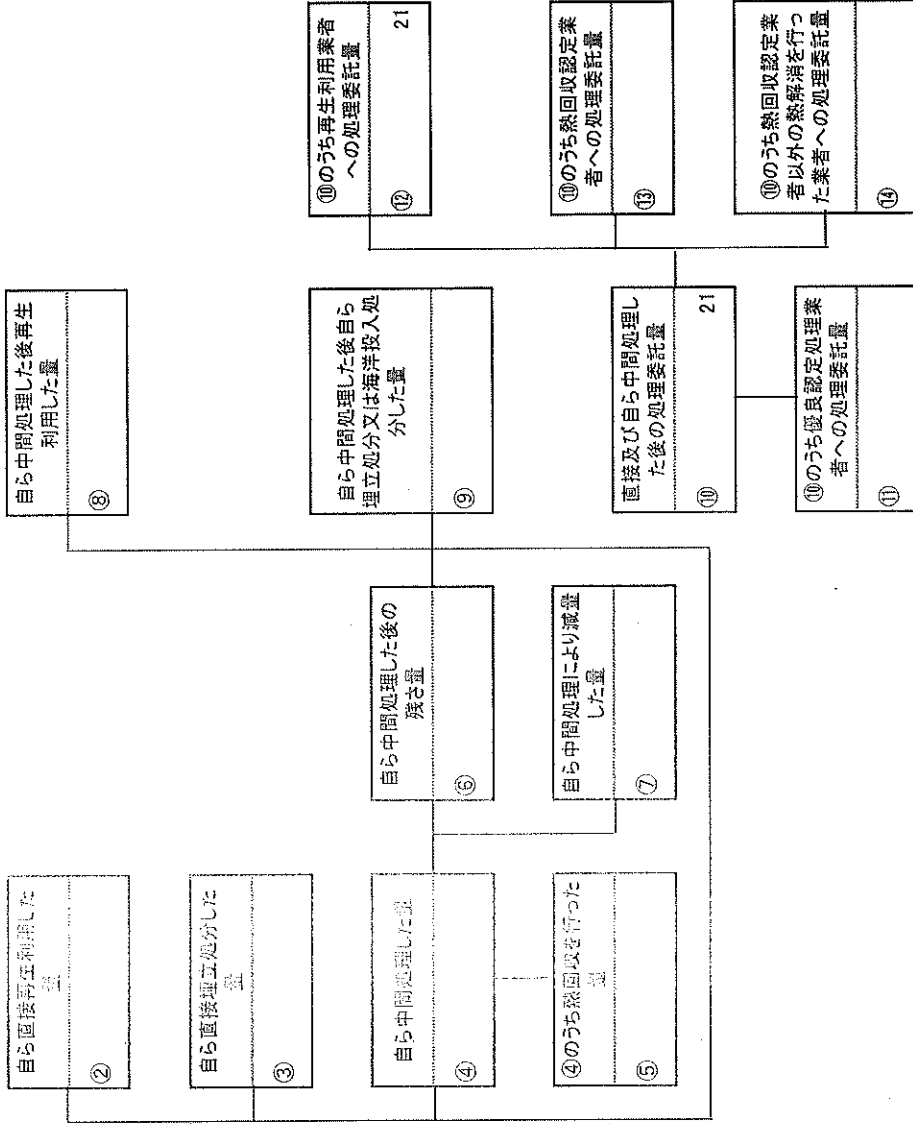 自ら直接再生利用した
量
②
自ら直接埋立処分した
量
③
自ら中間処理した量
④
④のうち熱回収を行った
量
⑤
自ら中間処理した後の
残さ量
⑥
自ら中間処理により減量
した量
⑦
自ら中間処理した後再生
利用した量
⑧
自ら中間処理した後自ら
埋立処分又は海洋投入処
分した量
⑨
直接及び自ら中間処理し
た後の処理委託量
⑩ 21
⑩のうち優良認定処理業
者への処理委託量
⑪
⑩のうち再生利用業者
への処理委託量
⑫ 21
⑩のうち熱回収認定業
者への処理委託量
⑬
⑩のうち熱回収認定業
者以外の熱解消を行っ
た業者への処理委託量
⑭